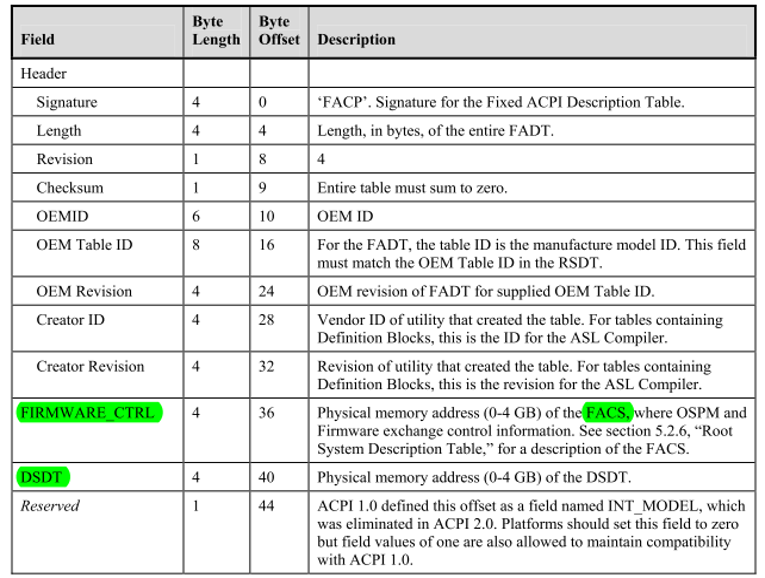 Field Byte Length Byte Offset Description
Header
Signature 4 0 ‘FACP’. Signature for the Fixed ACPI Description Table.
Length 4 4 Length, in bytes, of the entire FADT.
Revision 1 8 4
Checksum 1 9 Entire table must sum to zero.
OEMID 6 10 OEM ID
OEM Table ID 8 16 For the FADT, the table ID is the manufacture model ID. This field
must match the OEM Table ID in the RSDT.
OEM Revision 4 24 OEM revision of FADT for supplied OEM Table ID.
Creator ID 4 28 Vendor ID of utility that created the table. For tables containing
Definition Blocks, this is the ID for the ASL Compiler.
Creator Revision 4 32 Revision of utility that created the table. For tables containing
Definition Blocks, this is the revision for the ASL Compiler.
FIRMWARE_CTRL 4 36 Physical memory address (0-4 GB) of the FACS, where OSPM and
Firmware exchange control information. See section 5.2.6, “Root
System Description Table,” for a description of the FACS.
DSDT 4 40 Physical memory address (0-4 GB) of the DSDT.
Reserved 1 44 ACPI 1.0 defined this offset as a field named INT_MODEL, which
was eliminated in ACPI 2.0. Platforms should set this field to zero
but field values of one are also allowed to maintain compatibility
with ACPI 1.0.